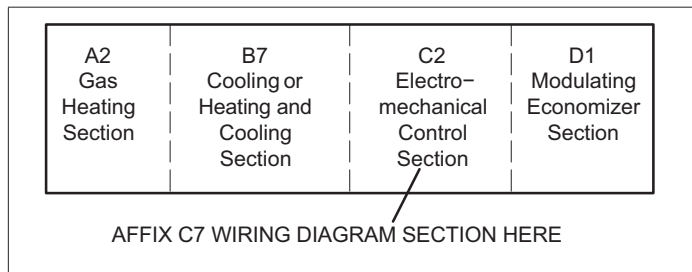 A2
Gas
Heating
Section
B7
Cooling or
Heating and
Cooling
Section
C2
Electro−
mechanical
Control
Section
D1
Modulating
Economizer
Section
AFFIX C7 WIRING DIAGRAM SECTION HERE